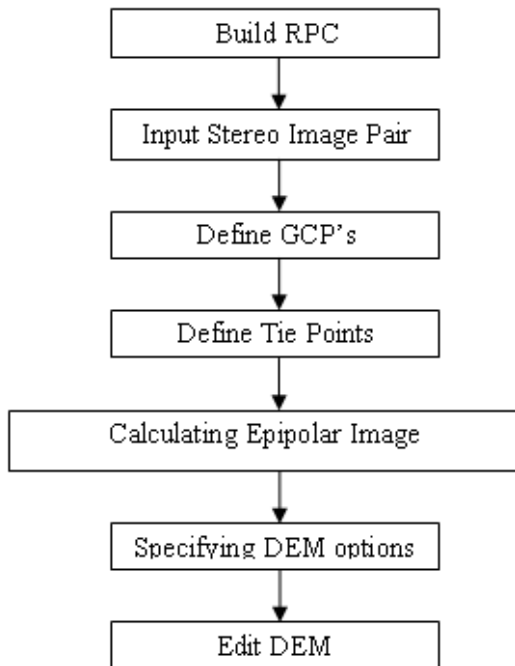 Build RPC
Input Stereo Image Pair
Define GCP's
Define Tie Points
Calculating Epipolar Image
Specifying DEM options
Edit DEM